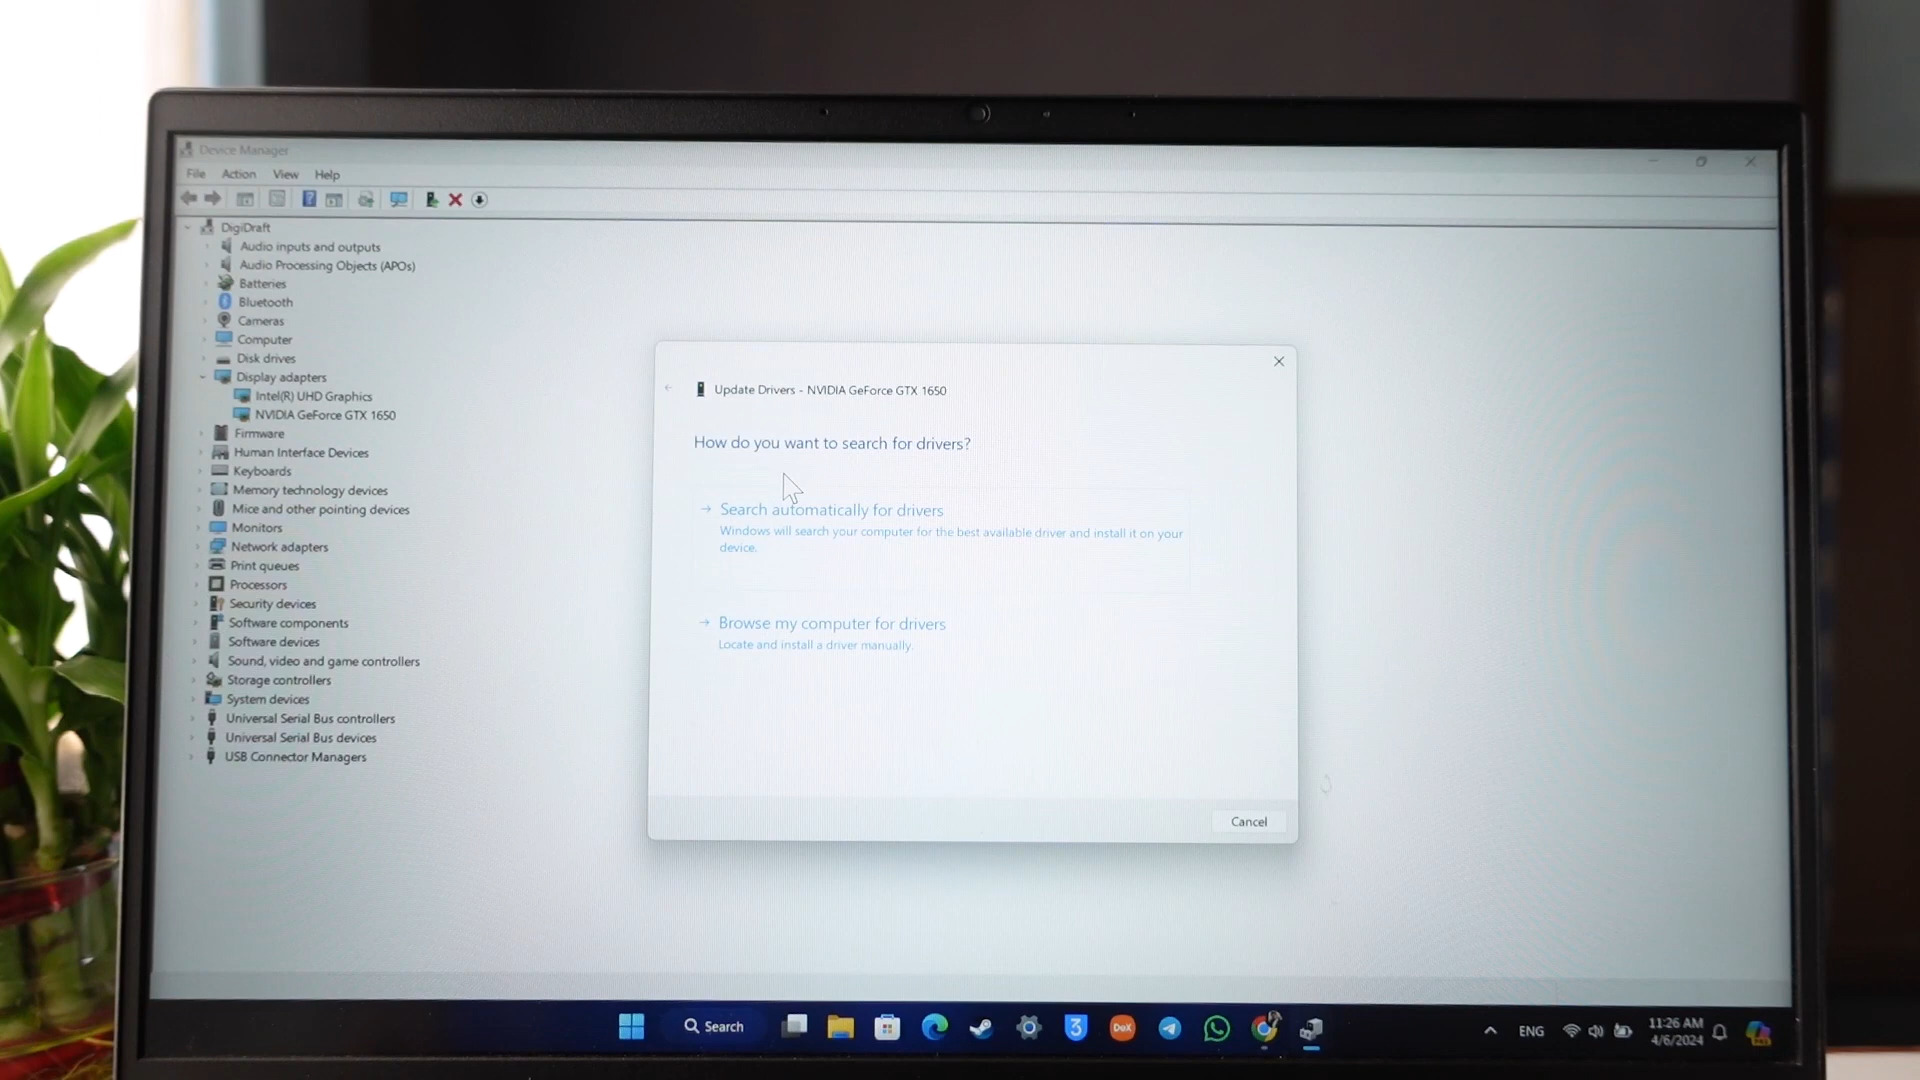 Device Manager
File Action View Help
DigiDraft
Audio inputs and outputs
Audio Processing Objects (APOs)
Batteries
Bluetooth
Cameras
Computer
Disk drives
Display adapters
Intel(R) UHD Graphics
NVIDIA GeForce GTX 1650
Firmware
Human Interface Devices
Keyboards
Memory technology devices
Mice and other pointing devices
Monitors
Network adapters
Print queues
Processors
Security devices
Software components
Software devices
Sound, video and game controllers
Storage controllers
System devices
Universal Serial Bus controllers
Universal Serial Bus devices
USB Connector Managers
Update Drivers - NVIDIA GeForce GTX 1650
How do you want to search for drivers?
Search automatically for drivers
Windows will search your computer for the best available driver and install it on your
device.
Browse my computer for drivers
Locate and install a driver manually.
Cancel
Search
3
DeX
ENG
11:26 AM
4/6/2024